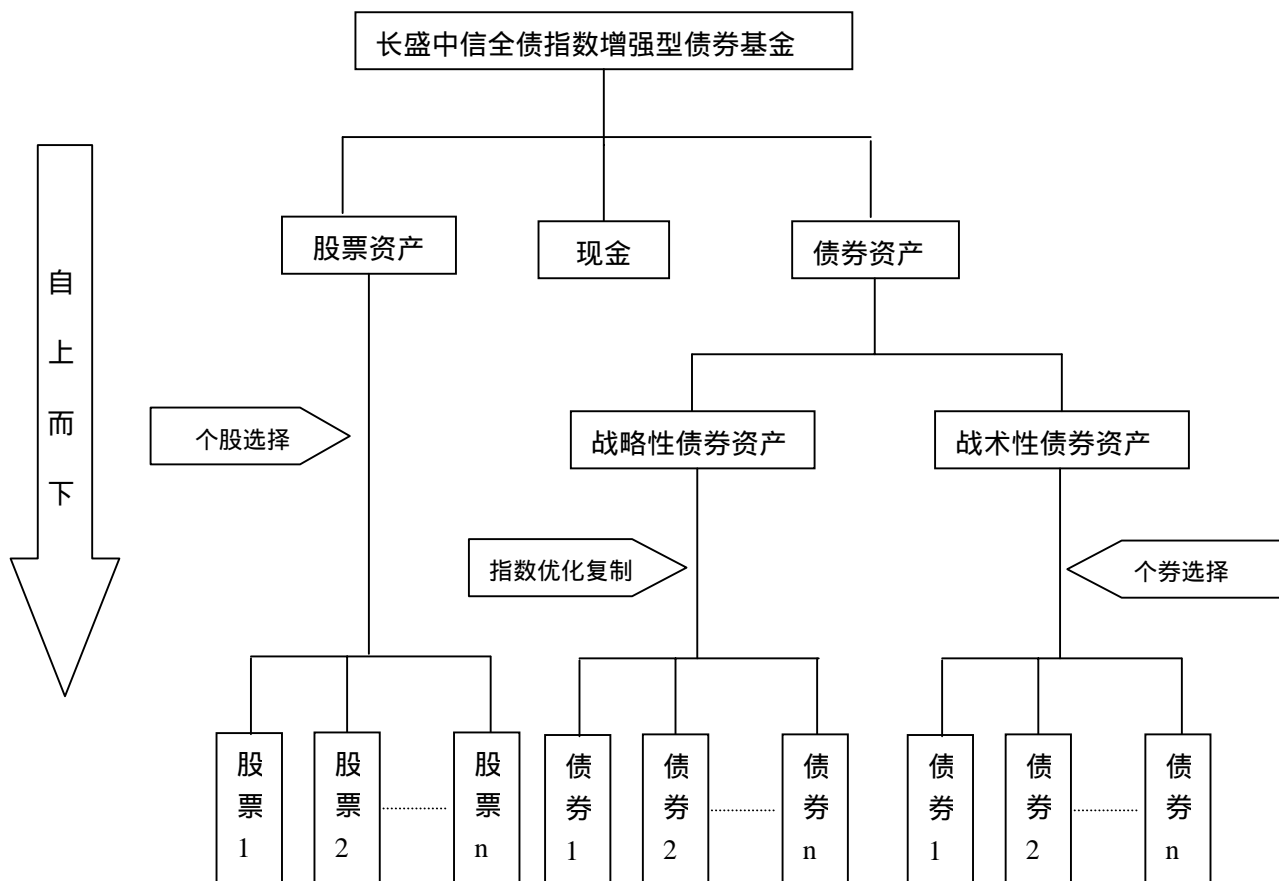 长盛中信全债指数增强型债券基金
股票资产
现金
债券资产
自上而下
个股选择
战略性债券资产
战术性债券资产
指数优化复制
个券选择
股票1
股票2
股票n
债券1
债券2
债券n
债券1
债券2
债券n